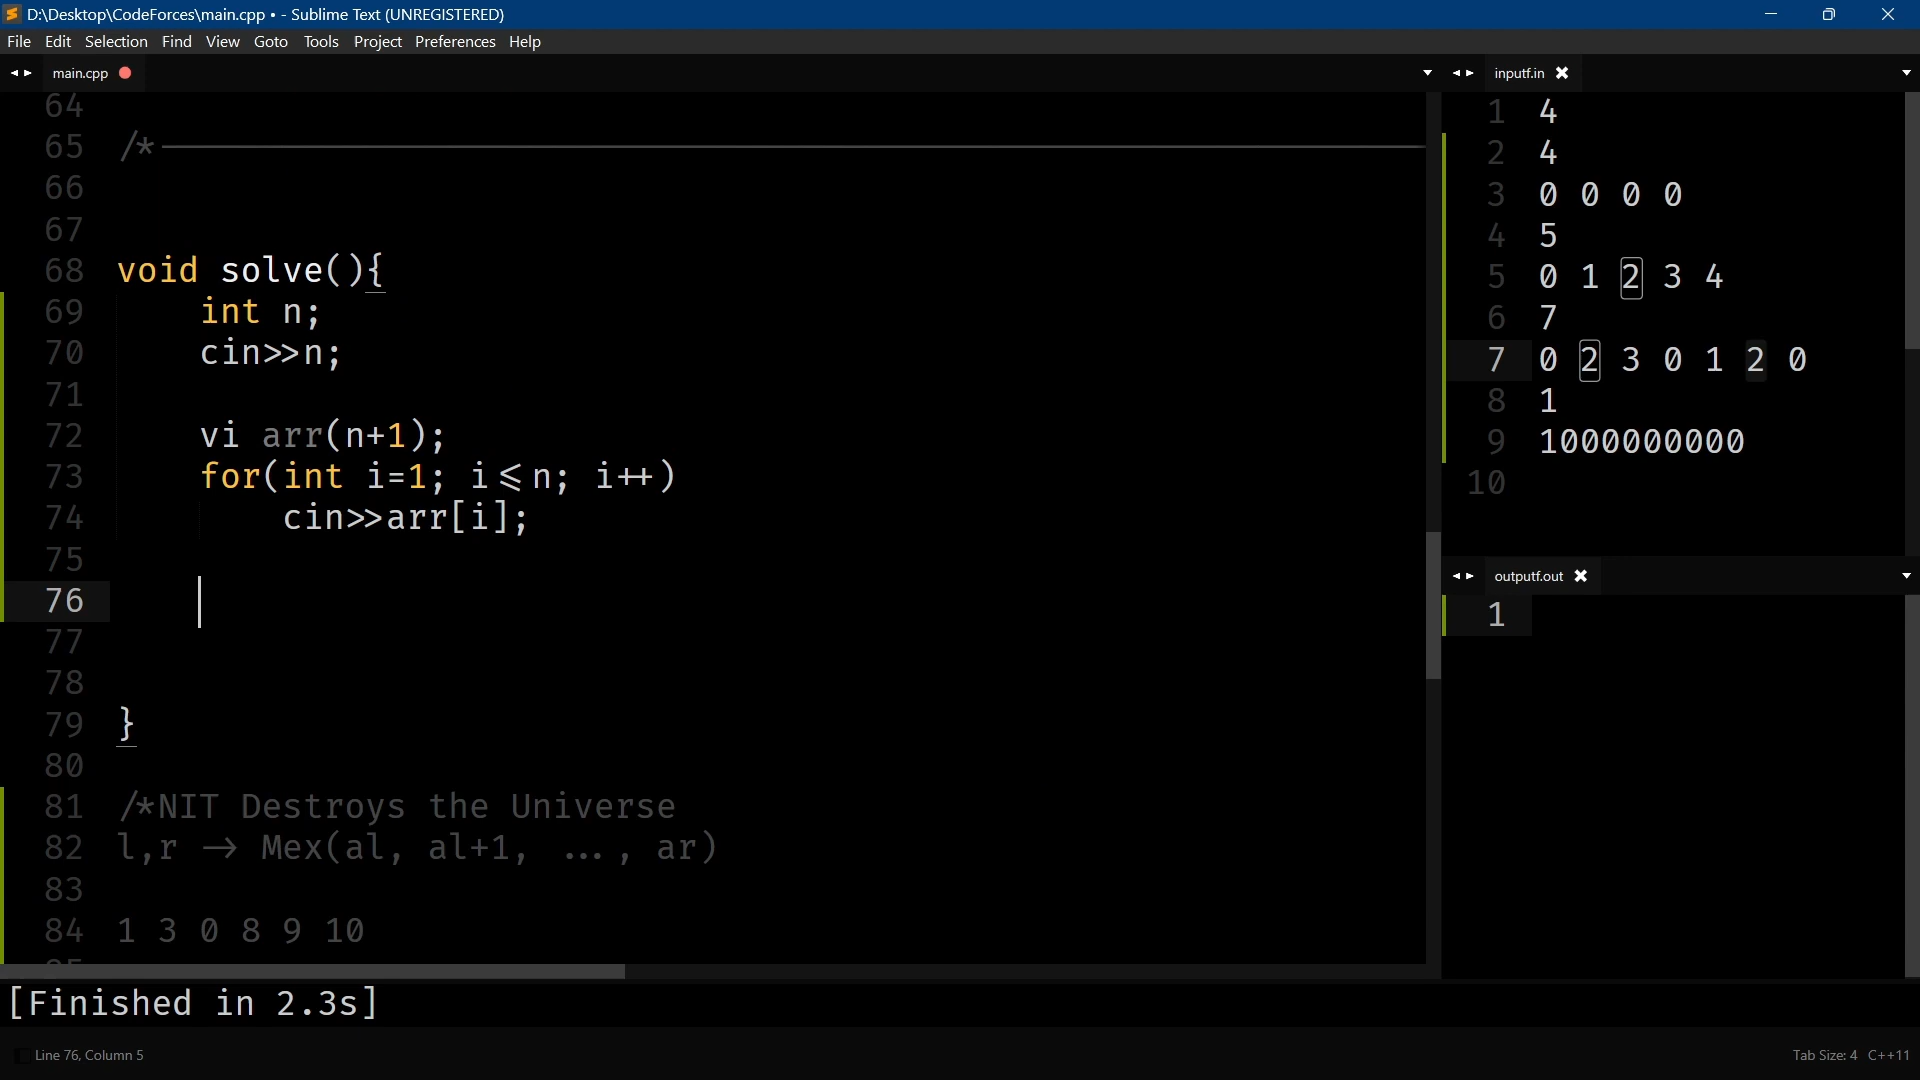 D:\Desktop\CodeForces\main.cpp • - Sublime Text (UNREGISTERED)
File Edit Selection Find View Goto Tools Project Preferences Help
main.cpp
64
65 /*
66
67
68 void solve(){
69 int n;
70 cin>>n;
71
72 vi arr(n+1);
73 for(int i=1; i<=n; i++)
74 cin>>arr[i];
75
76
77
78
79 }
80
81 /*NIT Destroys the Universe
82 l,r -> Mex(al, al+1, ... , ar)
83
84 1 3 0 8 9 10
85
inputf.in
1 4
2 4
3 0 0 0 0
4 5
5 0 1 2 3 4
6 7
7 0 2 3 0 1 2 0
8 1
9 1000000000
10
outputf.out
1
[Finished in 2.3s]
Line 76, Column 5
Tab Size: 4 C++11